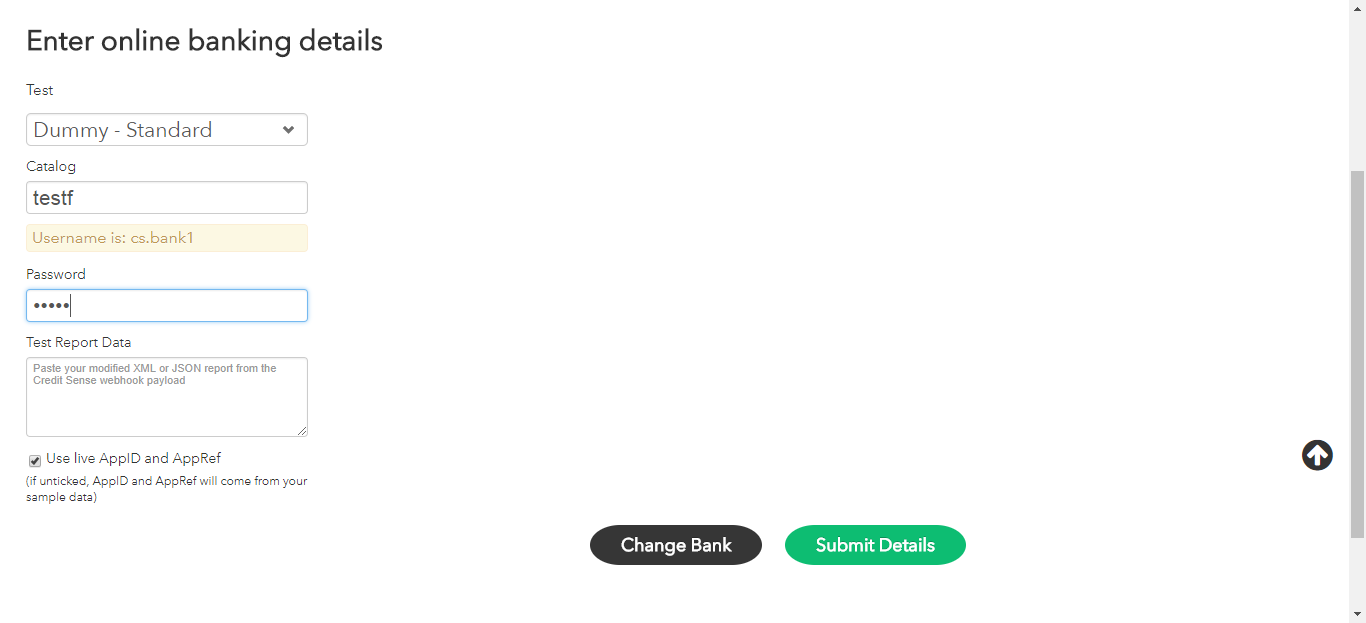 Enter online banking details
Test
Dummy - Standard
Catalog
testf
Username is: cs.bank1
Password
•••••
Test Report Data
Paste your modified XML or JSON report from the
Credit Sense webhook payload
Use live AppID and AppRef
(if unticked, AppID and AppRef will come from your
sample data)
Change Bank
Submit Details